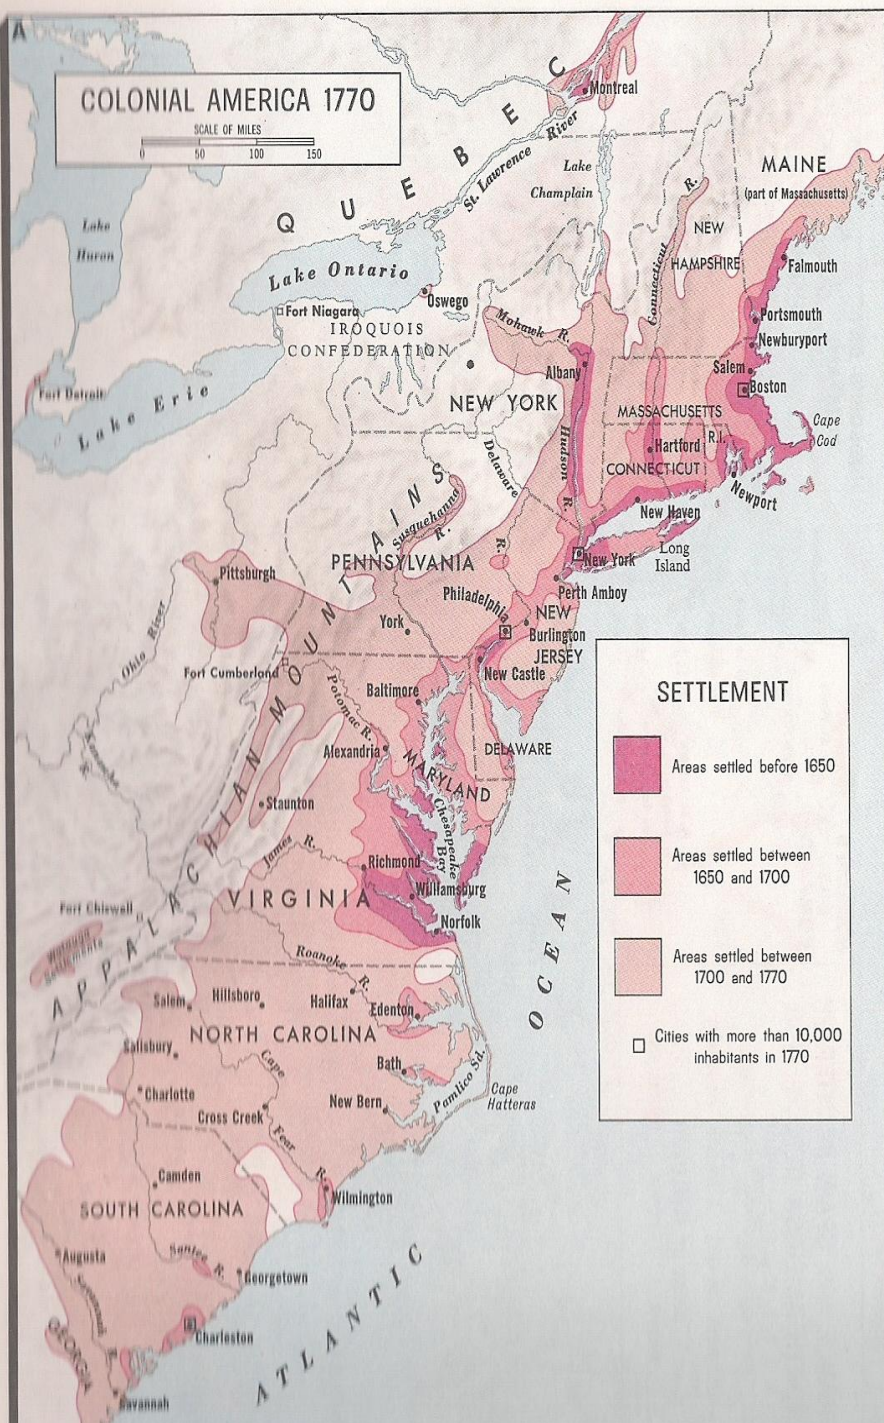 A
COLONIAL AMERICA 1770
SCALE OF MILES
0 50 100 150
QUEBEC
Montreal
St. Lawrence River
Lake
Champlain
MAINE
(part of Massachusetts)
Lake
Huron
Connecticut R.
NEW
HAMPSHIRE
Falmouth
Lake Ontario
Oswego
Fort Niagara
IROQUOIS
CONFEDERATION
Mohawk R.
Portsmouth
Newburyport
Salem
Boston
Albany
Fort Detroit
Lake Erie
NEW YORK
MASSACHUSETTS
Cape
Cod
Hudson R.
Hartford
R.I.
CONNECTICUT
Newport
Delaware R.
New Haven
Susquehanna R.
New York
Long
Island
PENNSYLVANIA
Pittsburgh
Perth Amboy
Philadelphia
NEW
JERSEY
York
Burlington
Ohio River
Fort Cumberland
New Castle
Potomac R.
Baltimore
Alexandria
DELAWARE
MARYLAND
Kanawha R.
APPALACHIAN MOUNTAINS
Staunton
Chesapeake
Bay
James R.
Richmond
Williamsburg
VIRGINIA
Norfolk
Fort Chiswell
Watauga
Settlements
Roanoke R.
Salem
Hillsboro
Halifax
Edenton
NORTH CAROLINA
Salisbury
Cape Fear R.
Bath
Pamlico Sd.
Cape
Hatteras
Charlotte
New Bern
Cross Creek
Camden
Wilmington
SOUTH CAROLINA
Santee R.
Augusta
Georgetown
Savannah R.
Charleston
GEORGIA
Savannah
ATLANTIC OCEAN
SETTLEMENT
Areas settled before 1650
Areas settled between
1650 and 1700
Areas settled between
1700 and 1770
Cities with more than 10,000
inhabitants in 1770